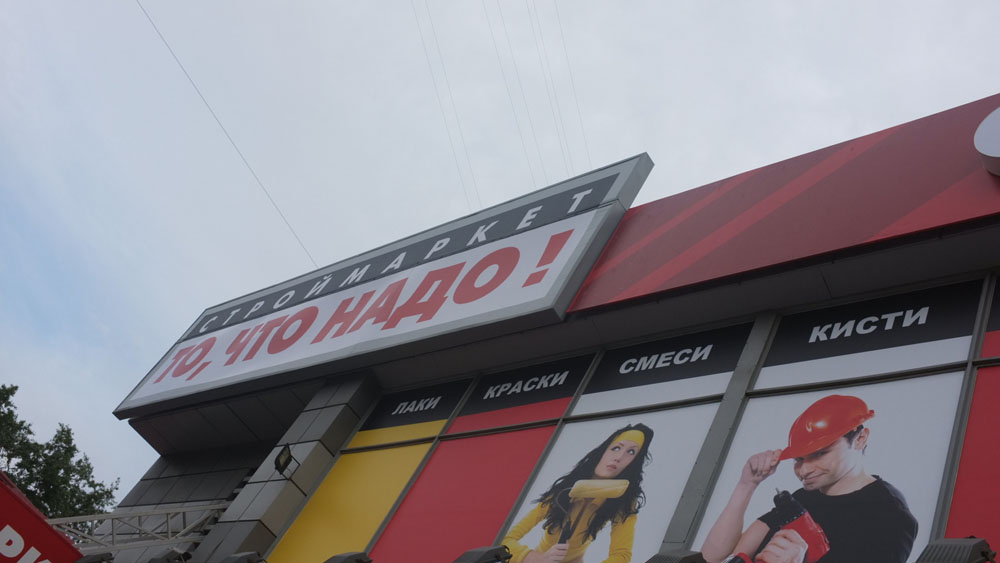 СТРОЙМАРКЕТ
ТО, ЧТО НАДО!
ЛАКИ
КРАСКИ
СМЕСИ
КИСТИ